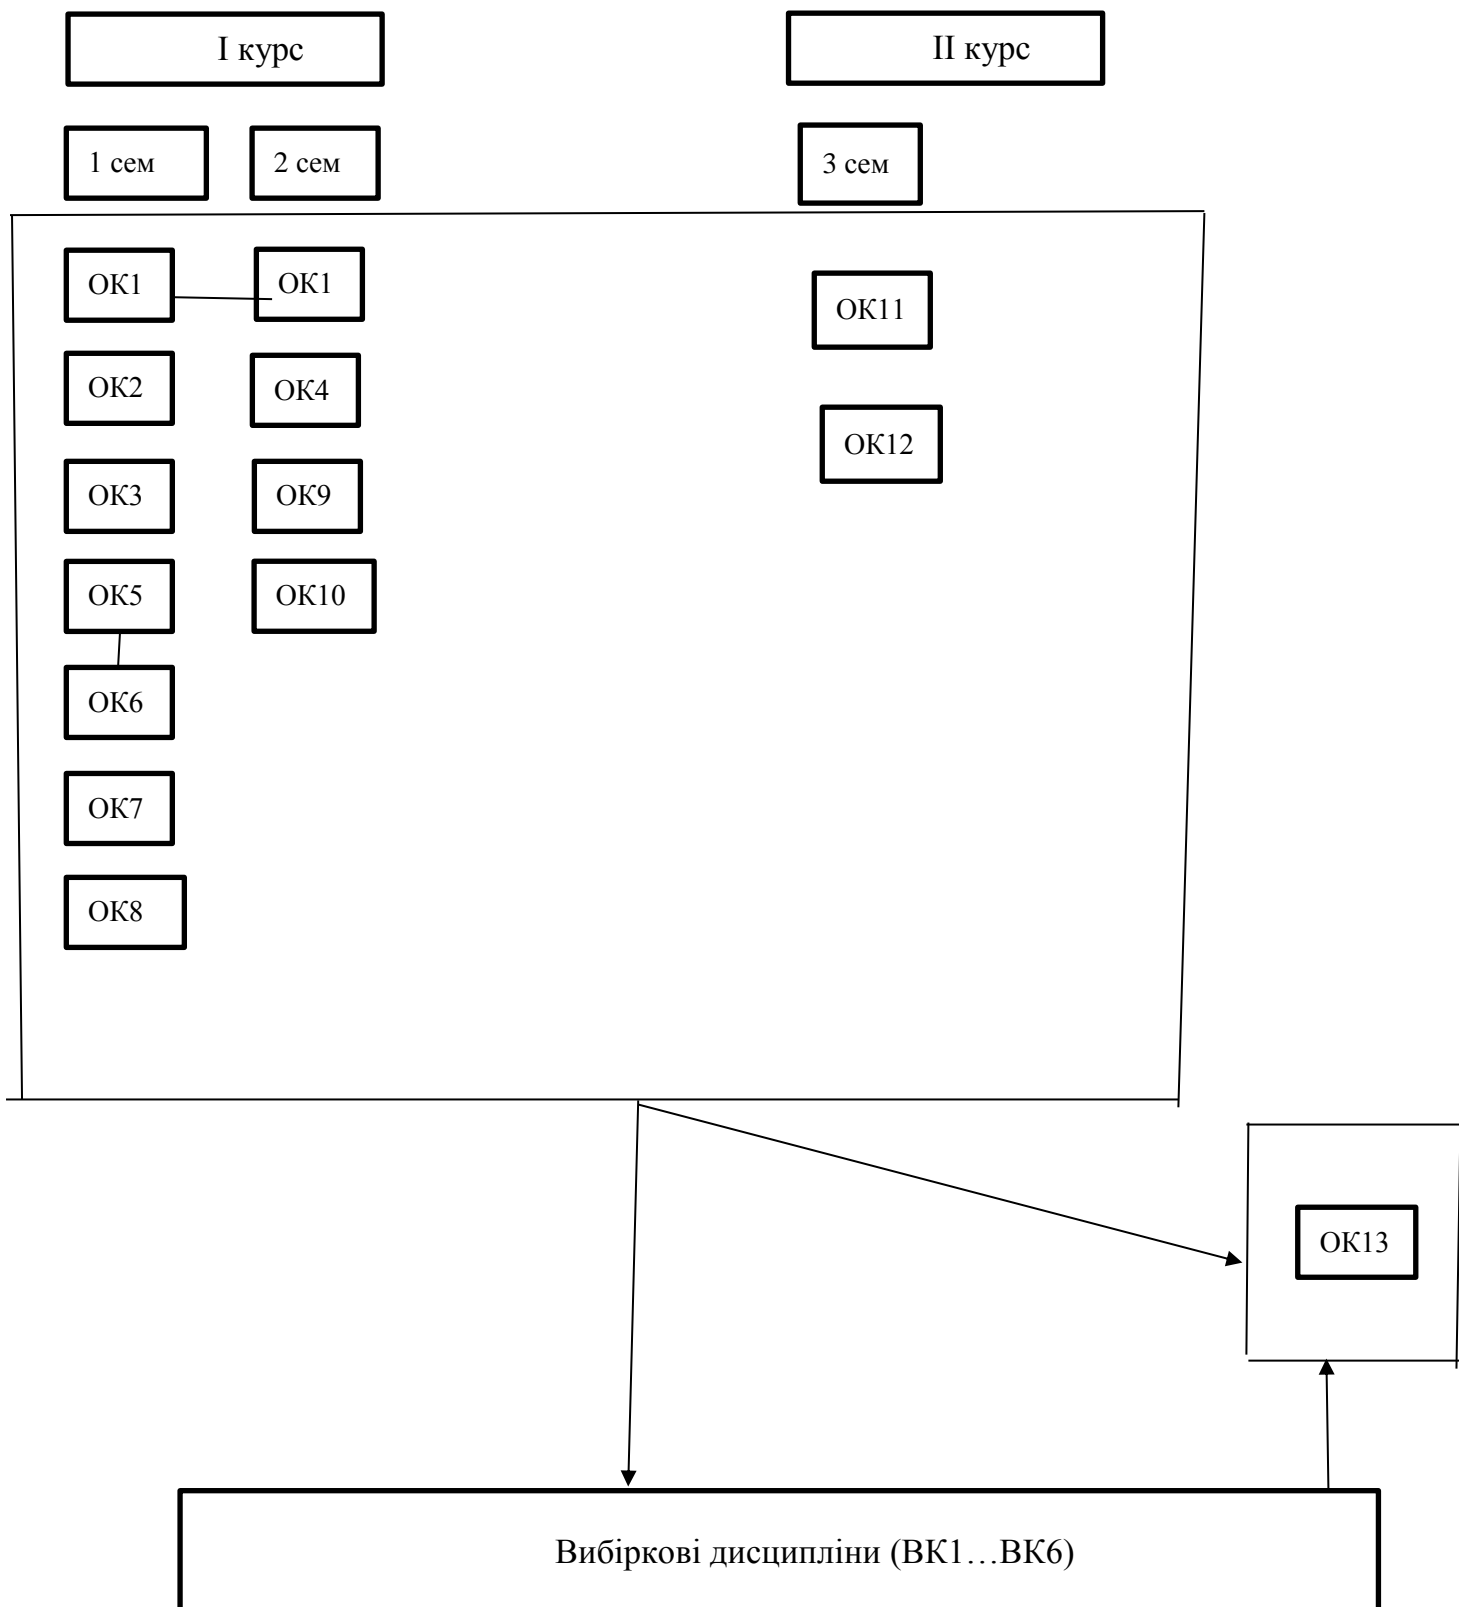 І курс
ІІ курс
1 сем
2 сем
3 сем
ОК1
ОК1
ОК11
ОК2
ОК4
ОК12
ОК3
ОК9
ОК5
ОК10
ОК6
ОК7
ОК8
ОК13
Вибіркові дисципліни (ВК1…ВК6)